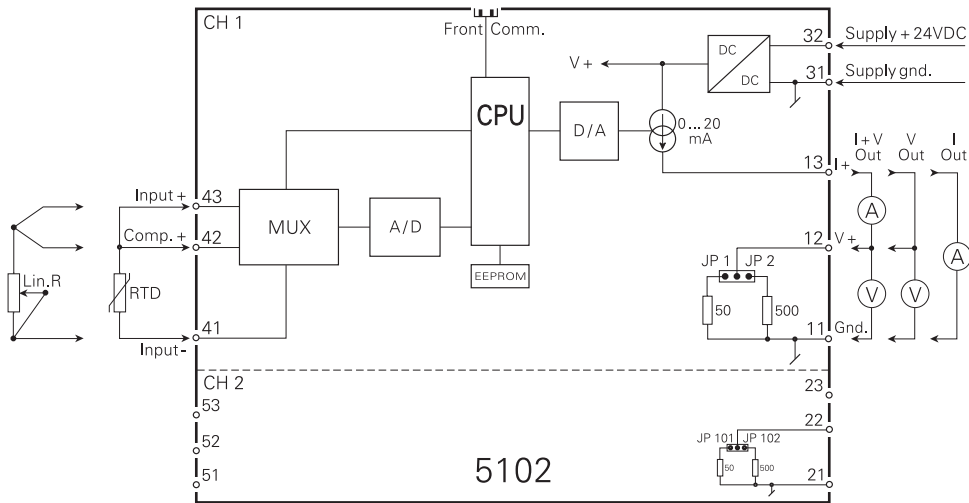 CH 1
Front Comm.
32
Supply + 24VDC
V +
DC
DC
31
Supply gnd.
CPU
D/A
0 ... 20
mA
13
I+
I + V
Out
V
Out
I
Out
Input +
43
Comp. +
42
MUX
A/D
EEPROM
Lin.R
RTD
41
Input -
12
V +
A
A
V
V
JP 1
JP 2
50
500
11
Gnd.
CH 2
53
52
51
5102
23
22
JP 101
JP 102
50
500
21